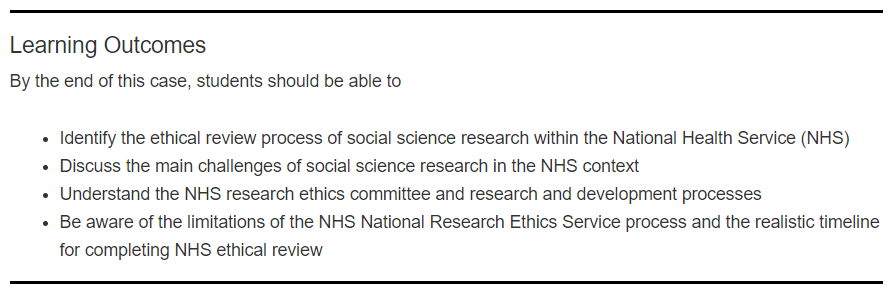 Learning Outcomes
By the end of this case, students should be able to
• Identify the ethical review process of social science research within the National Health Service (NHS)
• Discuss the main challenges of social science research in the NHS context
• Understand the NHS research ethics committee and research and development processes
• Be aware of the limitations of the NHS National Research Ethics Service process and the realistic timeline
for completing NHS ethical review